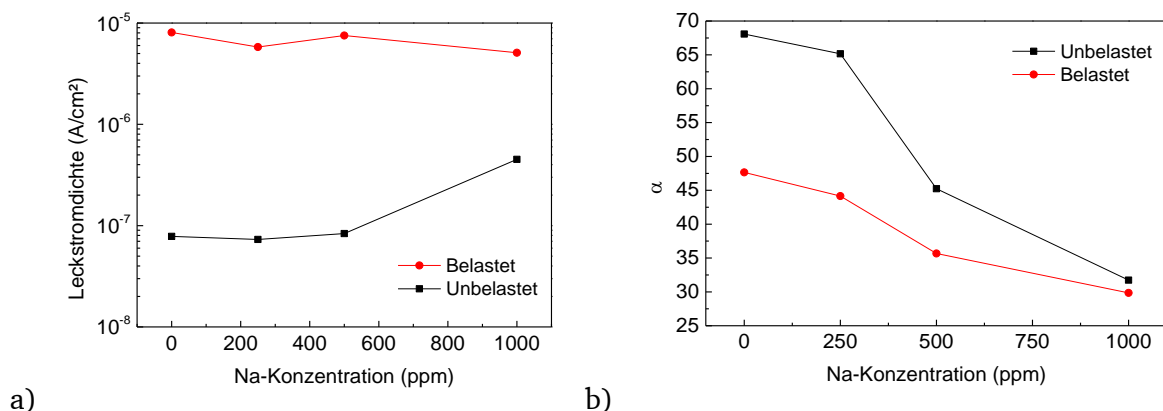 Leckstromdichte (A/cm²)
10⁻⁵
10⁻⁶
10⁻⁷
10⁻⁸
Belastet
Unbelastet
0 200 400 600 800 1000
Na-Konzentration (ppm)
a)
α
70
65
60
55
50
45
40
35
30
25
Unbelastet
Belastet
0 250 500 750 1000
Na-Konzentration (ppm)
b)